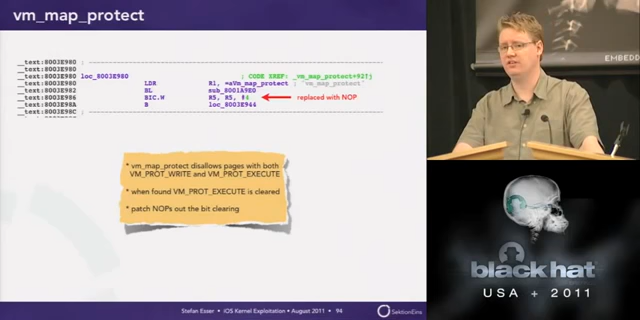 vm_map_protect
__text:8003E980 ;
__text:8003E980
__text:8003E980 loc_8003E980 ; CODE XREF: _vm_map_protect+92↑j
__text:8003E980 LDR R1, =aVm_map_protect ; "vm_map_protect"
__text:8003E982 BL sub_8001A9E0
__text:8003E986 BIC.W R5, R5, #4 replaced with NOP
__text:8003E98A B loc_8003E944
__text:8003E98C ;
* vm_map_protect disallows pages with both
VM_PROT_WRITE and VM_PROT_EXECUTE
* when found VM_PROT_EXECUTE is cleared
* patch NOPs out the bit clearing
Stefan Esser • iOS Kernel Exploitation • August 2011 • 94
SektionEins
EMBEDD
black hat
USA + 2011